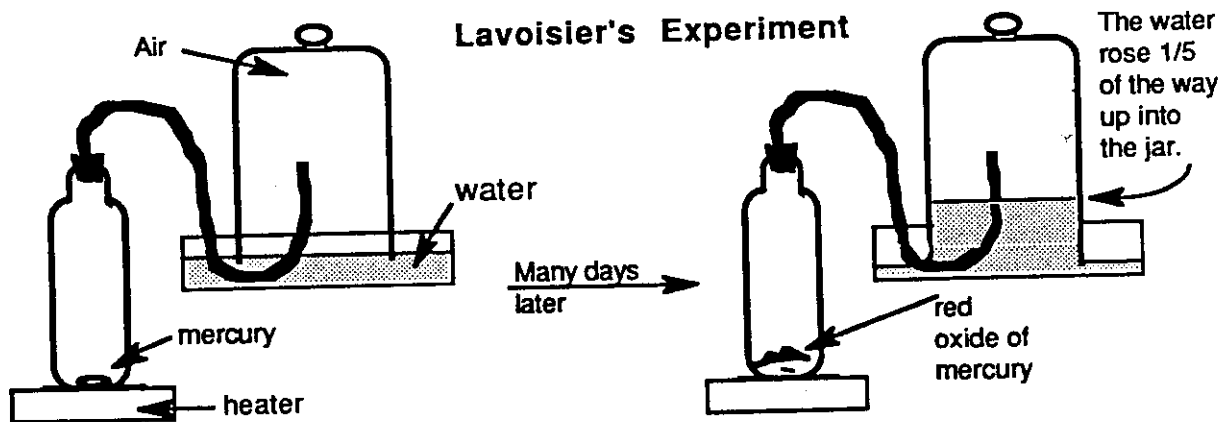 Lavoisier's Experiment
Air
water
mercury
heater
Many days
later
The water
rose 1/5
of the way
up into
the jar.
red
oxide of
mercury